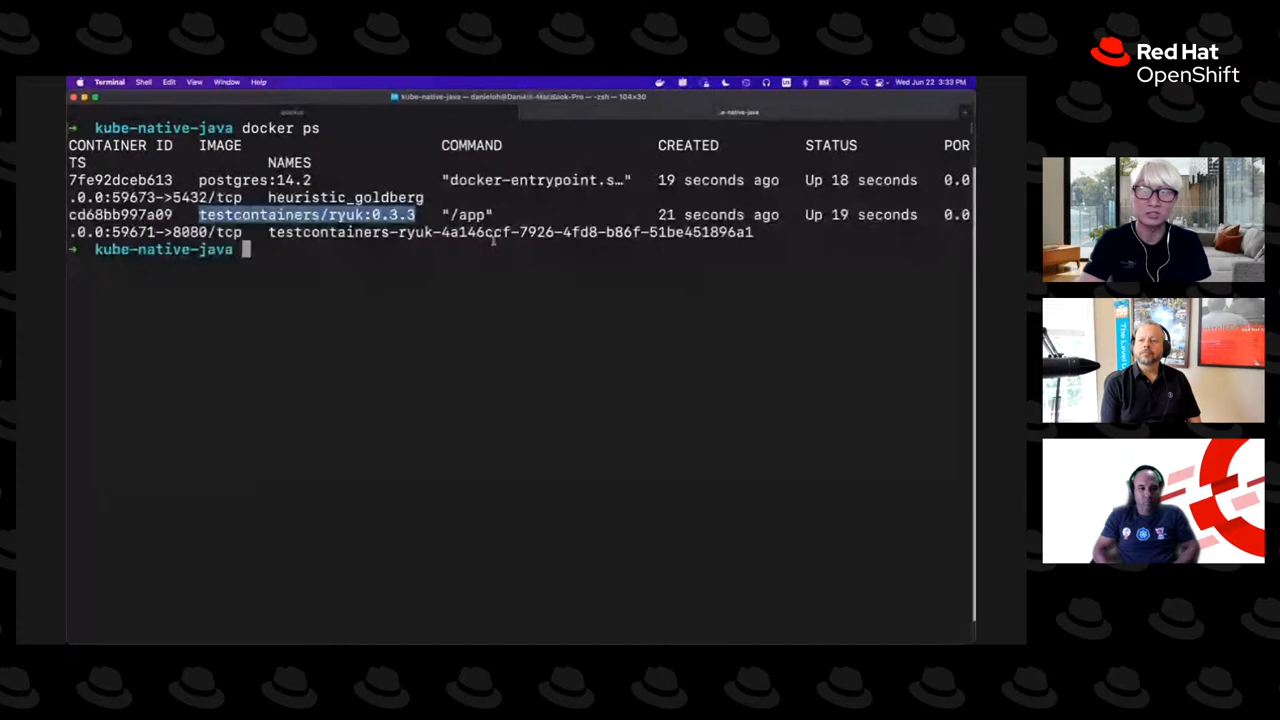 Red Hat
OpenShift
Terminal Shell Edit View Window Help
Wed Jun 22 3:33 PM
kube-native-java — danieloh@Daniels-MacBook-Pro — -zsh — 104×30
..e-native-java
→ kube-native-java docker ps
CONTAINER ID IMAGE COMMAND CREATED STATUS POR
TS NAMES
7fe92dceb613 postgres:14.2 "docker-entrypoint.s…" 19 seconds ago Up 18 seconds 0.0
.0.0:59673->5432/tcp heuristic_goldberg
cd68bb997a09 testcontainers/ryuk:0.3.3 "/app" 21 seconds ago Up 19 seconds 0.0
.0.0:59671->8080/tcp testcontainers-ryuk-4a146ccf-7926-4fd8-b86f-51be451896a1
→ kube-native-java